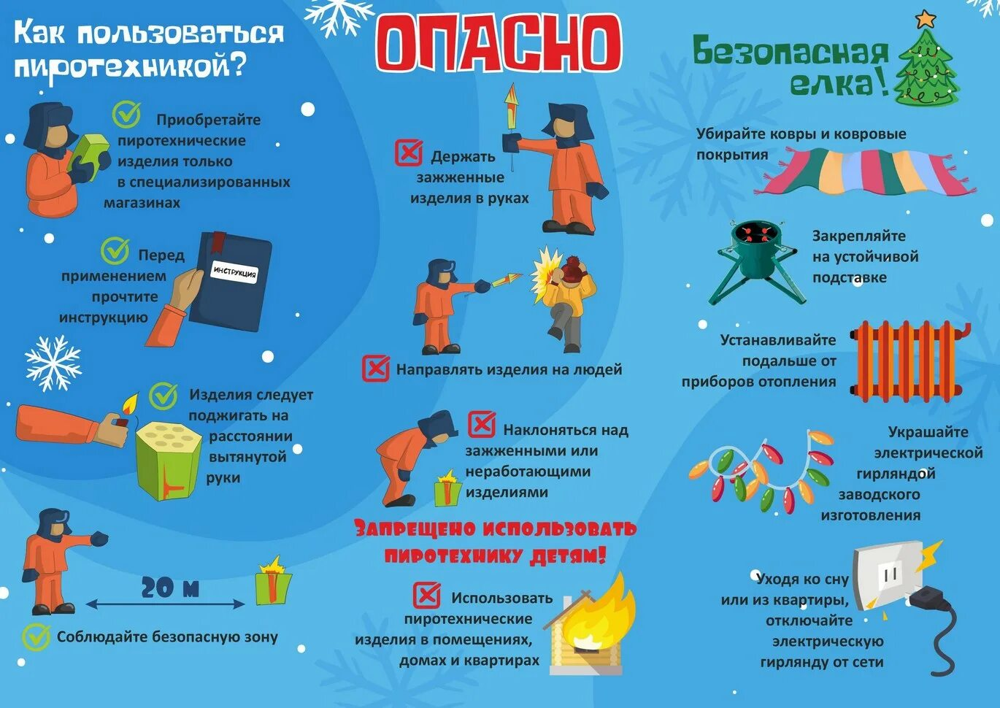 Как пользоваться
пиротехникой?
Приобретайте
пиротехнические
изделия только
в специализированных
магазинах
Перед
применением
прочтите
инструкцию
ИНСТРУКЦИЯ
Изделия следует
поджигать на
расстоянии
вытянутой
руки
20 м
Соблюдайте безопасную зону
ОПАСНО
Держать
зажженные
изделия в руках
Направлять изделия на людей
Наклоняться над
зажженными или
неработающими
изделиями
Запрещено использовать
пиротехнику детям!
Использовать
пиротехнические
изделия в помещениях,
домах и квартирах
Безопасная
елка!
Убирайте ковры и ковровые
покрытия
Закрепляйте
на устойчивой
подставке
Устанавливайте
подальше от
приборов отопления
Украшайте
электрической
гирляндой
заводского
изготовления
Уходя ко сну
или из квартиры,
отключайте
электрическую
гирлянду от сети